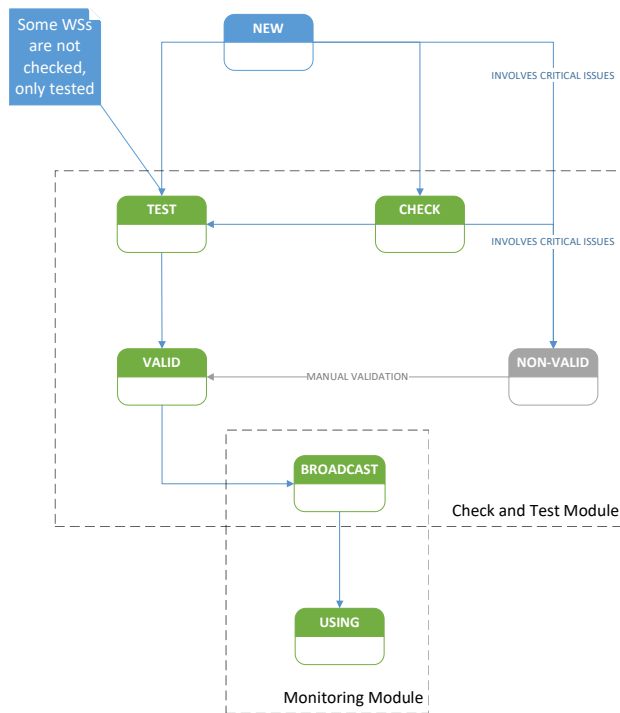 Some WSs
are not
checked,
only tested
NEW
INVOLVES CRITICAL ISSUES
TEST
CHECK
INVOLVES CRITICAL ISSUES
VALID
MANUAL VALIDATION
NON-VALID
BROADCAST
Check and Test Module
USING
Monitoring Module